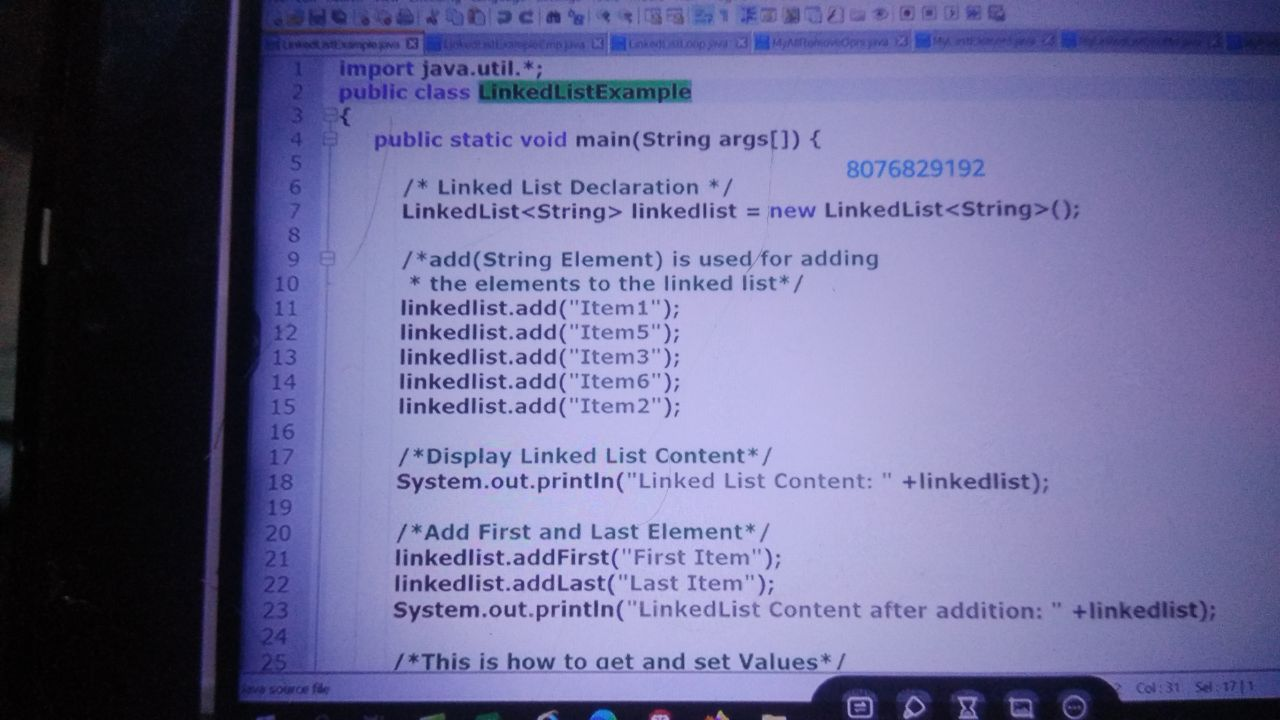 LinkedListExample.java LinkedListExampleEmp.java LinkedListLoop.java
1 import java.util.*;
2 public class LinkedListExample
3 {
4 public static void main(String args[]) {
5
8076829192
6 /* Linked List Declaration */
7 LinkedList<String> linkedlist = new LinkedList<String>();
8
9 /*add(String Element) is used for adding
10 * the elements to the linked list*/
11 linkedlist.add("Item1");
12 linkedlist.add("Item5");
13 linkedlist.add("Item3");
14 linkedlist.add("Item6");
15 linkedlist.add("Item2");
16
17 /*Display Linked List Content*/
18 System.out.println("Linked List Content: " +linkedlist);
19
20 /*Add First and Last Element*/
21 linkedlist.addFirst("First Item");
22 linkedlist.addLast("Last Item");
23 System.out.println("LinkedList Content after addition: " +linkedlist);
24
25 /*This is how to get and set Values*/
Java source file Col : 31 Sel : 17 | 1